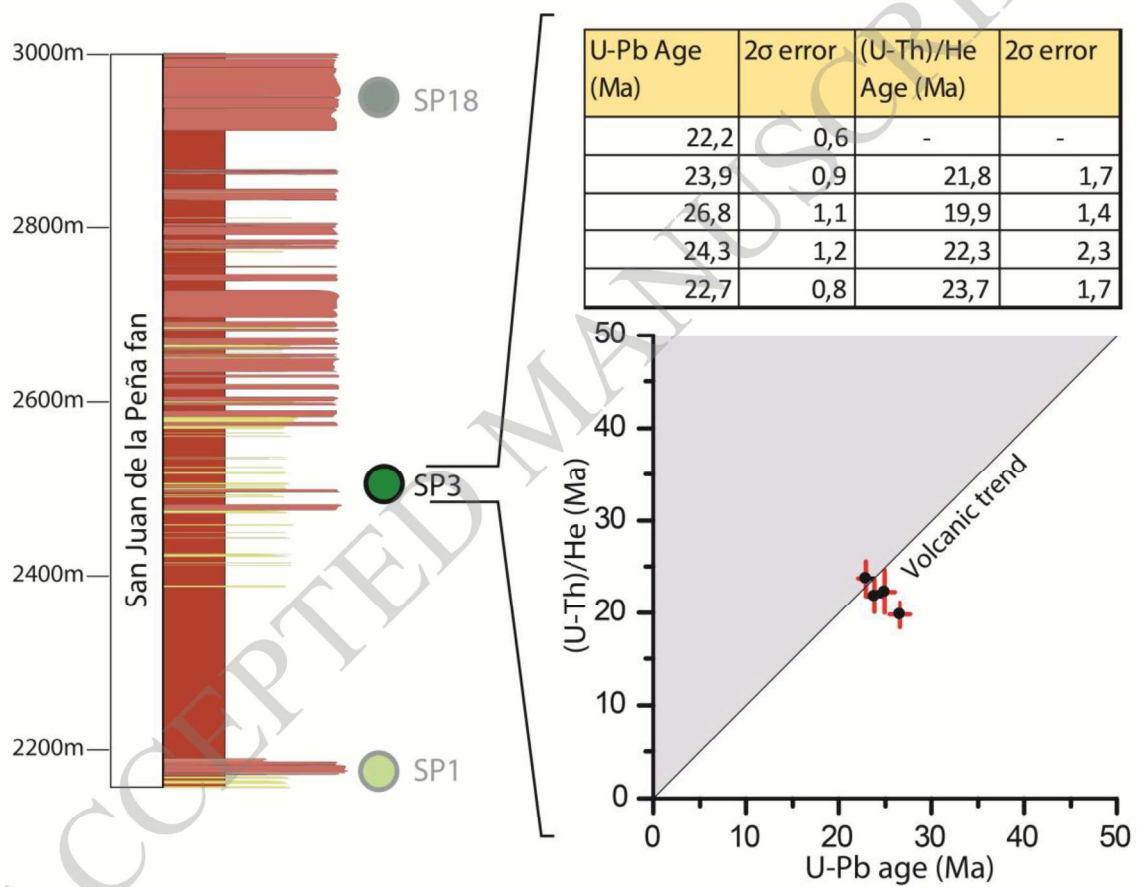 3000m
2800m
2600m
2400m
2200m
San Juan de la Peña fan
SP18
SP3
SP1
U-Pb Age (Ma) 2σ error (U-Th)/He Age (Ma) 2σ error
22,2 0,6 - -
23,9 0,9 21,8 1,7
26,8 1,1 19,9 1,4
24,3 1,2 22,3 2,3
22,7 0,8 23,7 1,7
50
40
30
20
10
0
(U-Th)/He (Ma)
Volcanic trend
0 10 20 30 40 50
U-Pb age (Ma)
ACCEPTED MANUSCRI